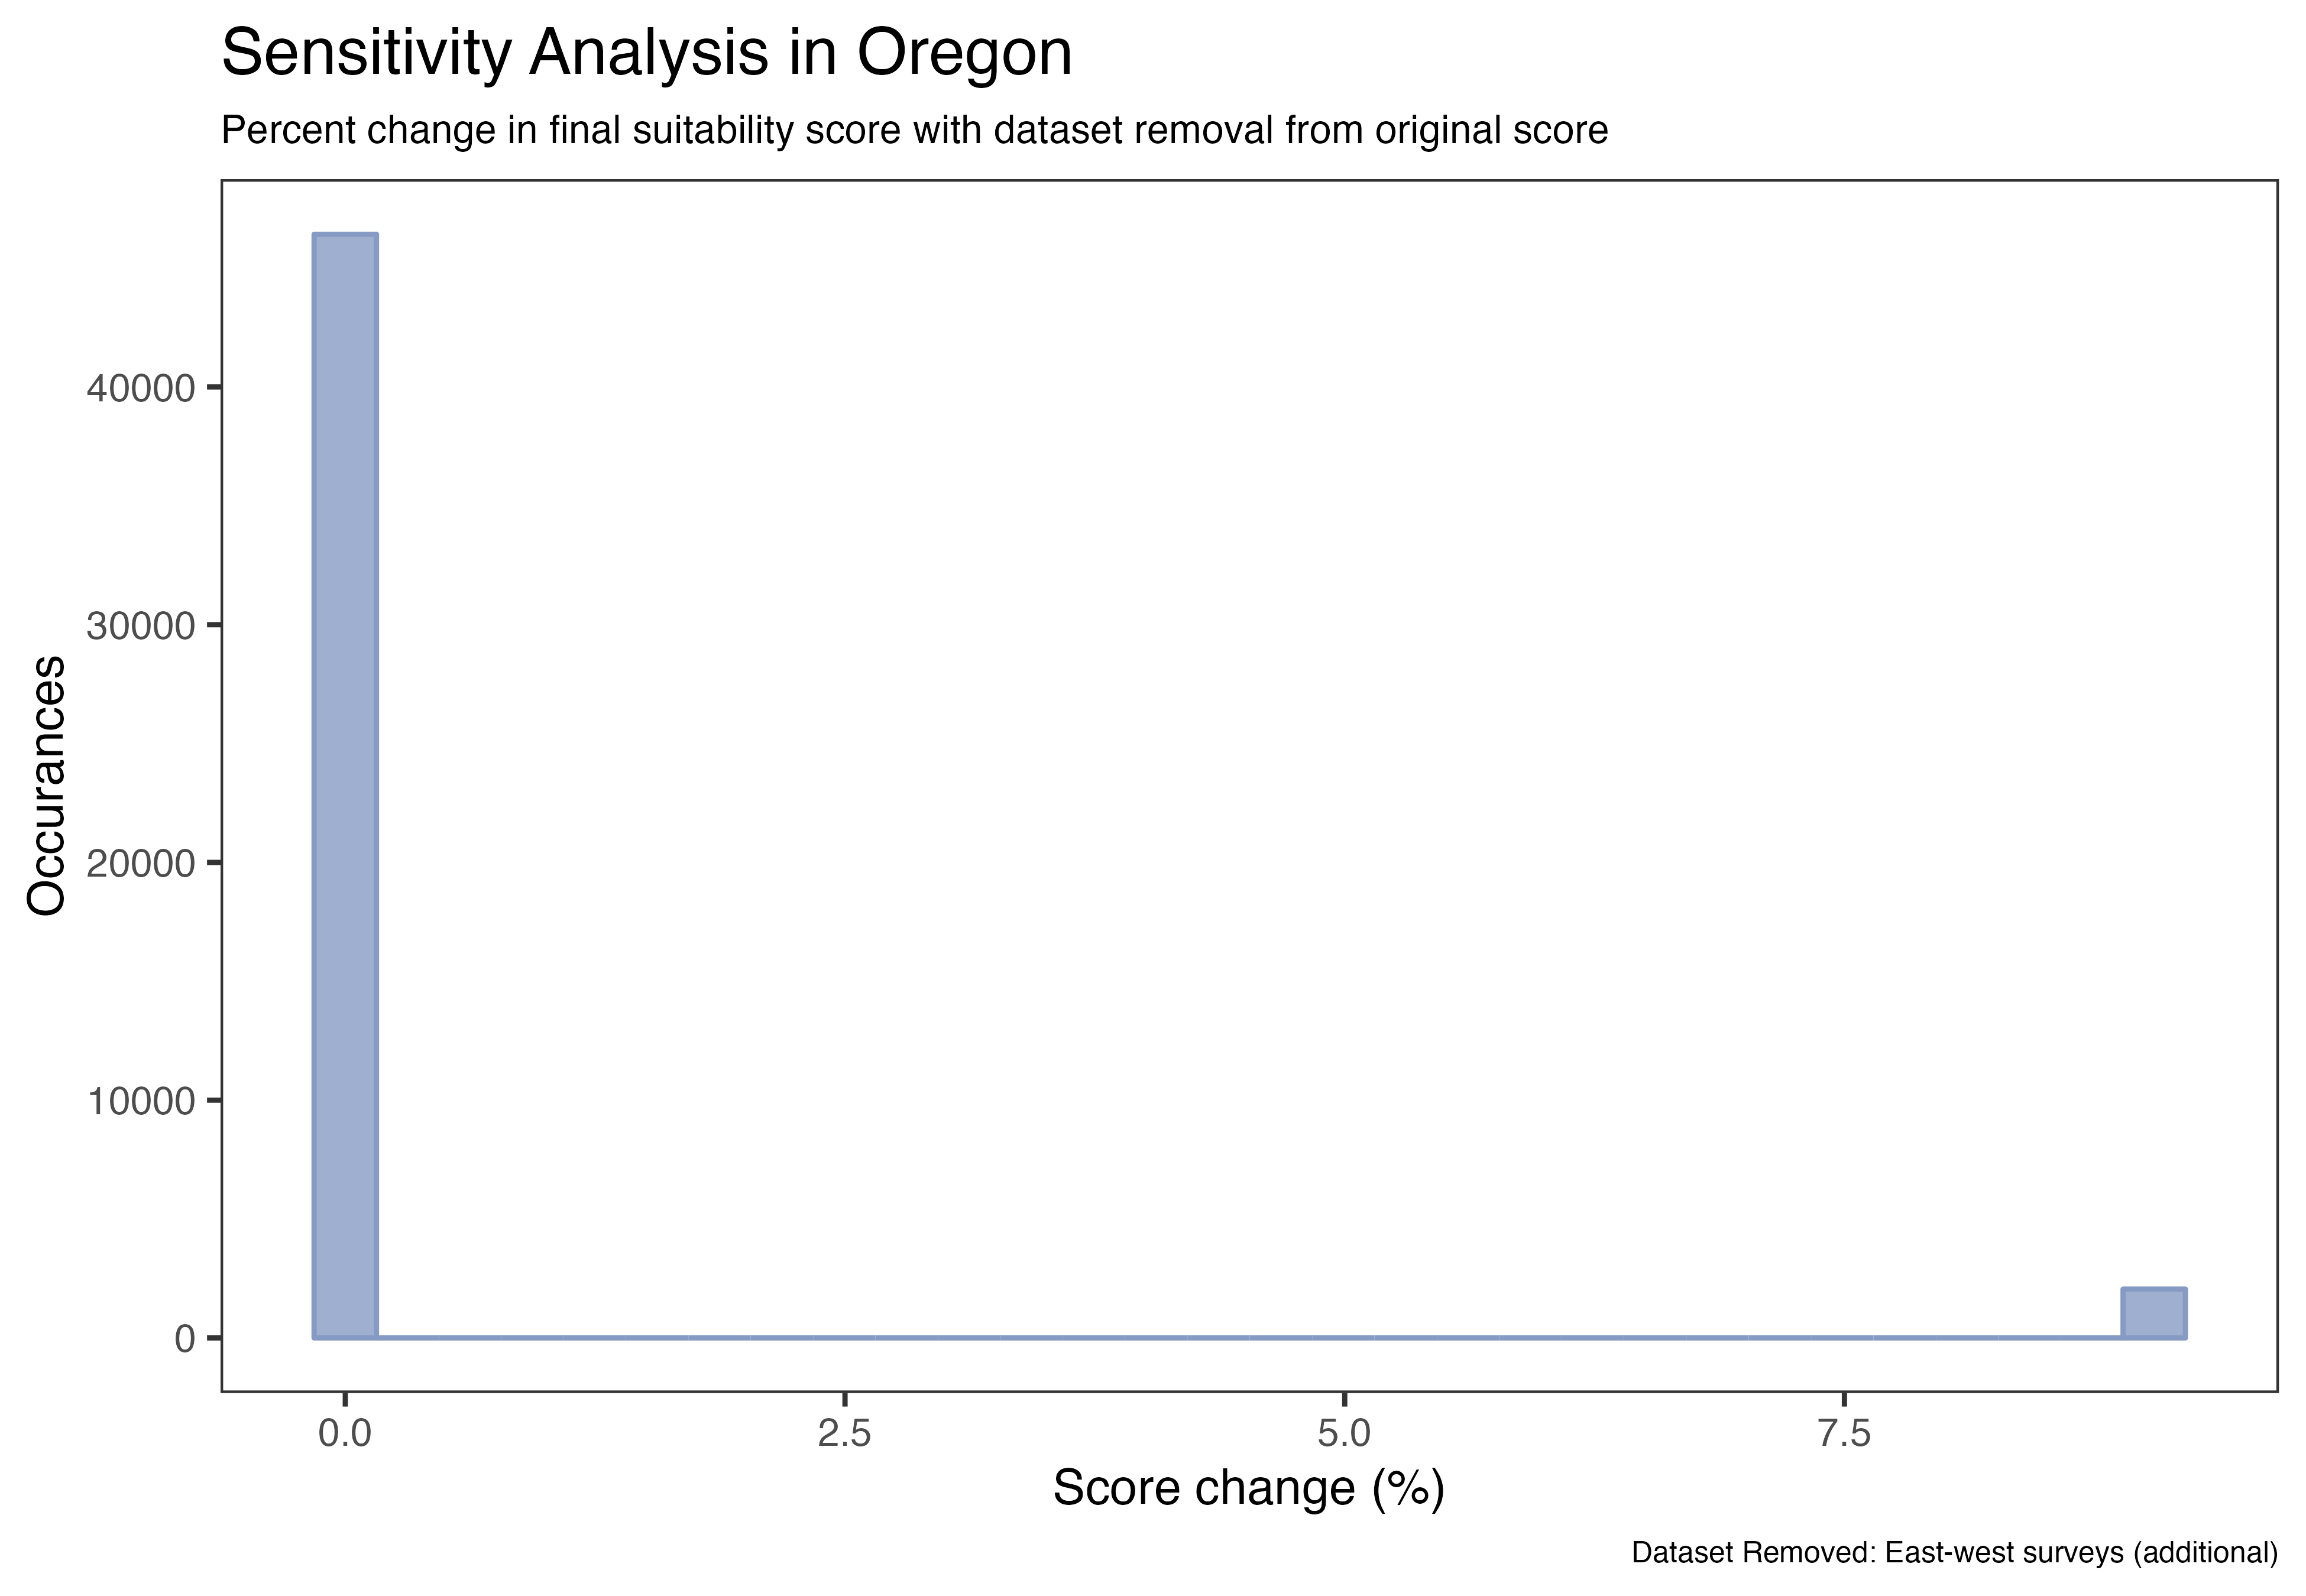 Sensitivity Analysis in Oregon
Percent change in final suitability score with dataset removal from original score
Occurances
40000
30000
20000
10000
0
0.0 2.5 5.0 7.5
Score change (%)
Dataset Removed: East-west surveys (additional)